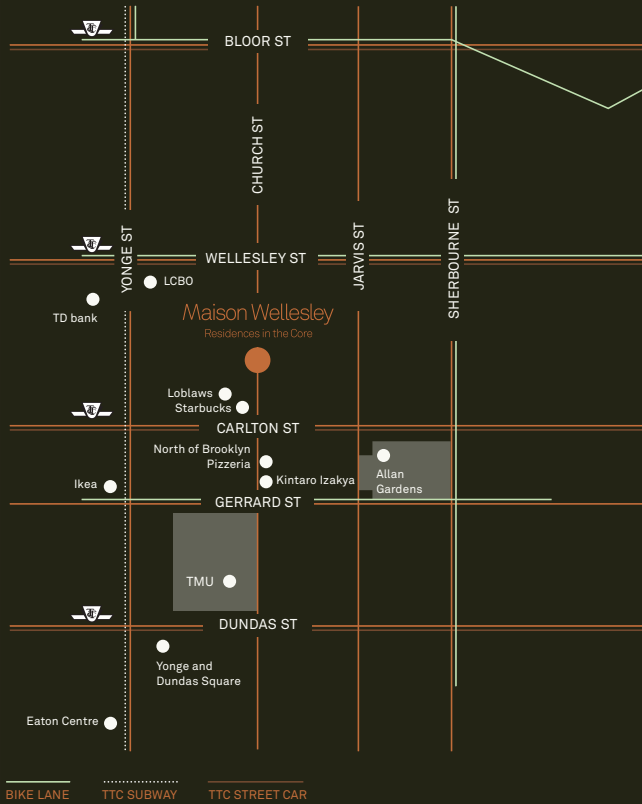 BLOOR ST
CHURCH ST
YONGE ST
WELLESLEY ST
JARVIS ST
SHERBOURNE ST
LCBO
TD bank
Maison Wellesley
Residences in the Core
Loblaws
Starbucks
CARLTON ST
North of Brooklyn
Pizzeria
Kintaro Izakya
Allan
Gardens
Ikea
GERRARD ST
TMU
DUNDAS ST
Yonge and
Dundas Square
Eaton Centre
BIKE LANE
TTC SUBWAY
TTC STREET CAR